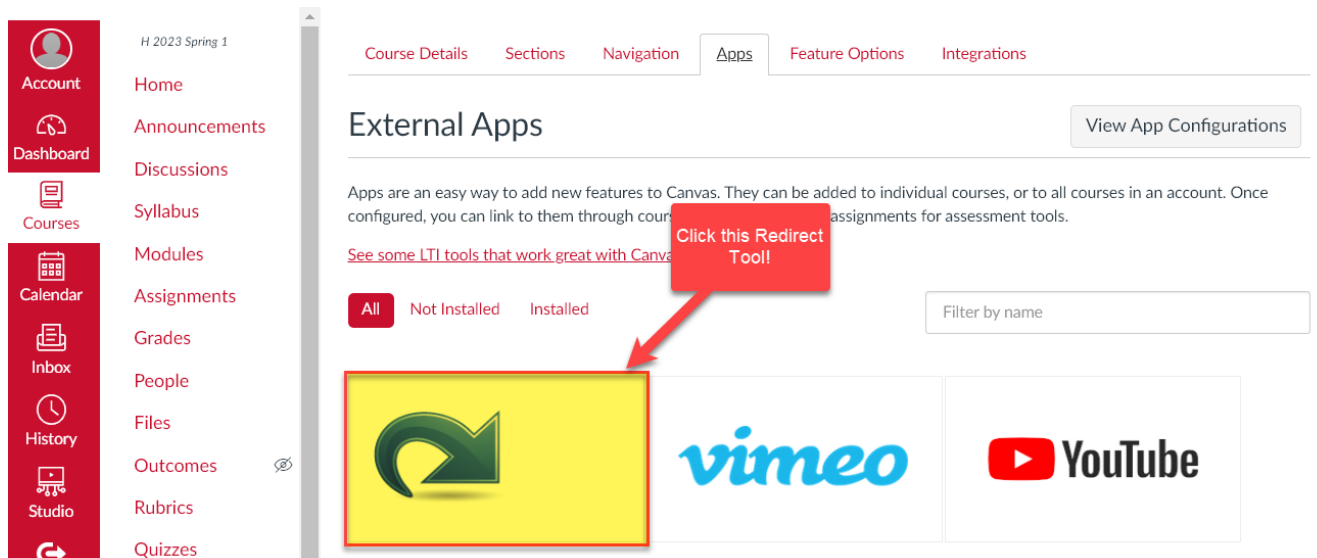 Account
Dashboard
Courses
Calendar
Inbox
History
Studio
H 2023 Spring 1
Home
Announcements
Discussions
Syllabus
Modules
Assignments
Grades
People
Files
Outcomes
Rubrics
Quizzes
Course Details Sections Navigation Apps Feature Options Integrations
External Apps
View App Configurations
Apps are an easy way to add new features to Canvas. They can be added to individual courses, or to all courses in an account. Once
configured, you can link to them through cour assignments for assessment tools.
See some LTI tools that work great with Canva
Click this Redirect
Tool!
All Not Installed Installed
Filter by name
vimeo
YouTube